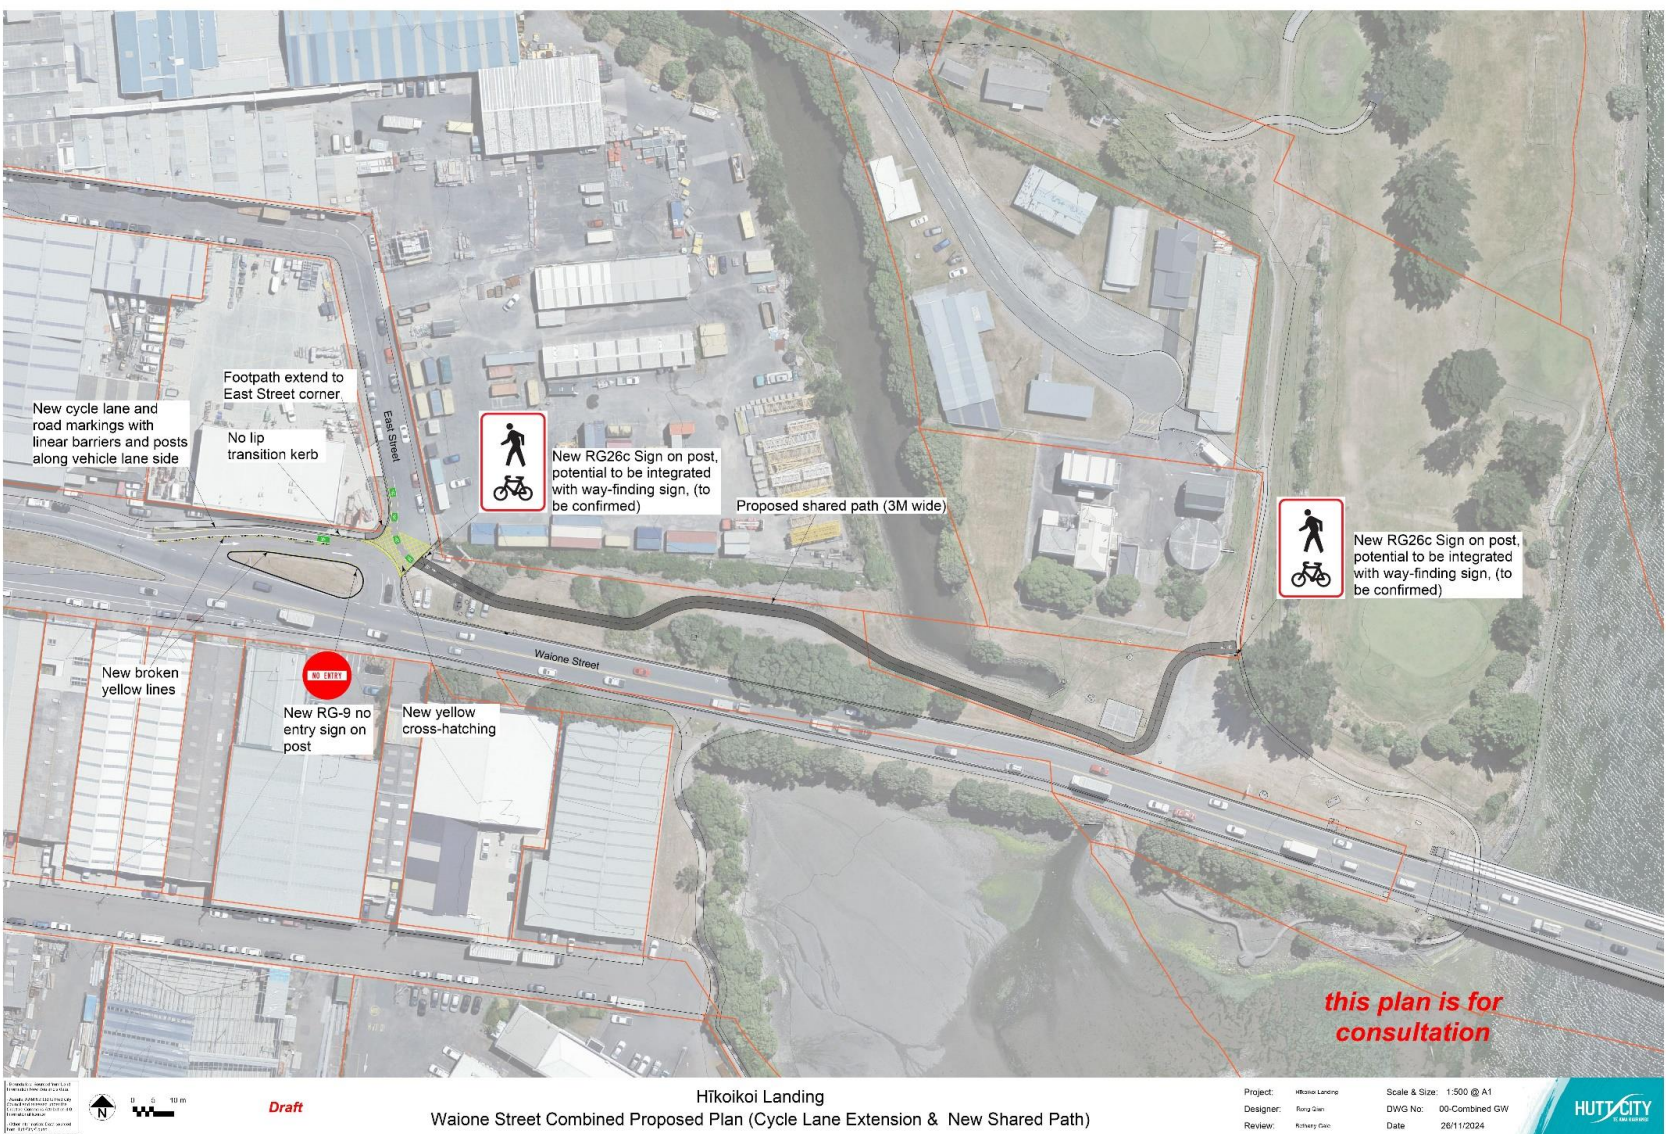 Footpath extend to
East Street corner
New cycle lane and
road markings with
linear barriers and posts
along vehicle lane side
No lip
transition kerb
East Street
New RG26c Sign on post,
potential to be integrated
with way-finding sign, (to
be confirmed)
Proposed shared path (3M wide)
New RG26c Sign on post,
potential to be integrated
with way-finding sign, (to
be confirmed)
Waione Street
New broken
yellow lines
NO ENTRY
New RG-9 no
entry sign on
post
New yellow
cross-hatching
this plan is for
consultation
N
10 m
Draft
Hīkoikoi Landing
Waione Street Combined Proposed Plan (Cycle Lane Extension & New Shared Path)
Project: Hīkoikoi Landing
Designer:
Review:
Scale & Size: 1:500 @ A1
DWG No: 00-Combined GW
Date 26/11/2024
HUTT CITY